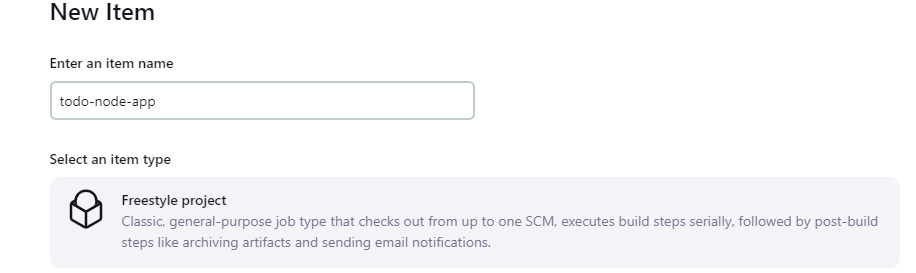 New Item
Enter an item name
todo-node-app
Select an item type
Freestyle project
Classic, general-purpose job type that checks out from up to one SCM, executes build steps serially, followed by post-build
steps like archiving artifacts and sending email notifications.